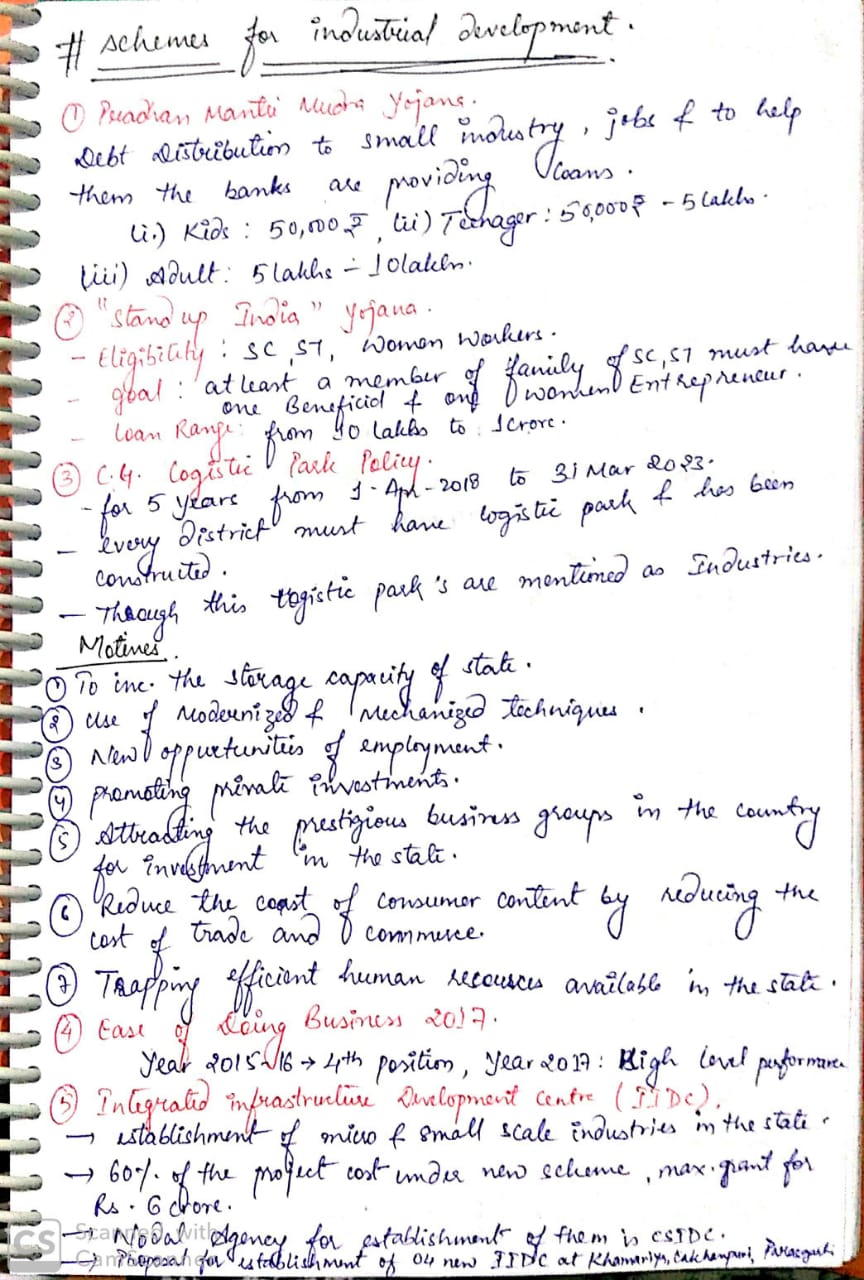 # schemes for industrial development.
① Pradhan Mantri Mudra Yojana.
Debt Distribution to small industry, jobs & to help
them the banks are providing loans.
(i.) Kids : 50,000 ₹, (ii) Teenager : 50,000₹ - 5 lakhs.
(iii) Adult : 5 lakhs - 10 lakhs.
② "Stand up India" Yojana.
- Eligibility : SC, ST, women workers.
- goal : at least a member of family of SC, ST must have
one Beneficial & one women Entrepreneur.
- loan Range: from 10 lakhs to 1 crore.
③ C.G. Logistic Park Policy.
- for 5 years from 1-Apr-2018 to 31 Mar 2023.
- every District must have logistic park & has been
constructed.
- Through this logistic park's are mentioned as Industries.
Motives.
① To inc. the storage capacity of state.
② Use of Modernized & Mechanized techniques.
③ New oppurtunities of employment.
④ promoting private investments.
⑤ Attracting the prestigious business groups in the country
for investment in the state.
⑥ Reduce the coast of consumer content by reducing the
cost of trade and commerce.
⑦ Trapping efficient human recources available in the state.
④ Ease of Doing Business 2017.
Year 2015-16 → 4th position, Year 2017: High level performance
⑤ Integrated infrastructure Development centre (IIDC).
→ establishment of micro & small scale industries in the state.
→ 60%. of the project cost under new scheme, max. grant for
Rs. 6 crore.
→ Nodal Agency for establishment of them is CSIDC.
→ Proposal for establishment of 04 new IIDC at Khamariya, Lakhanpuri, Parasguli
CS Scanned with
CamScanner